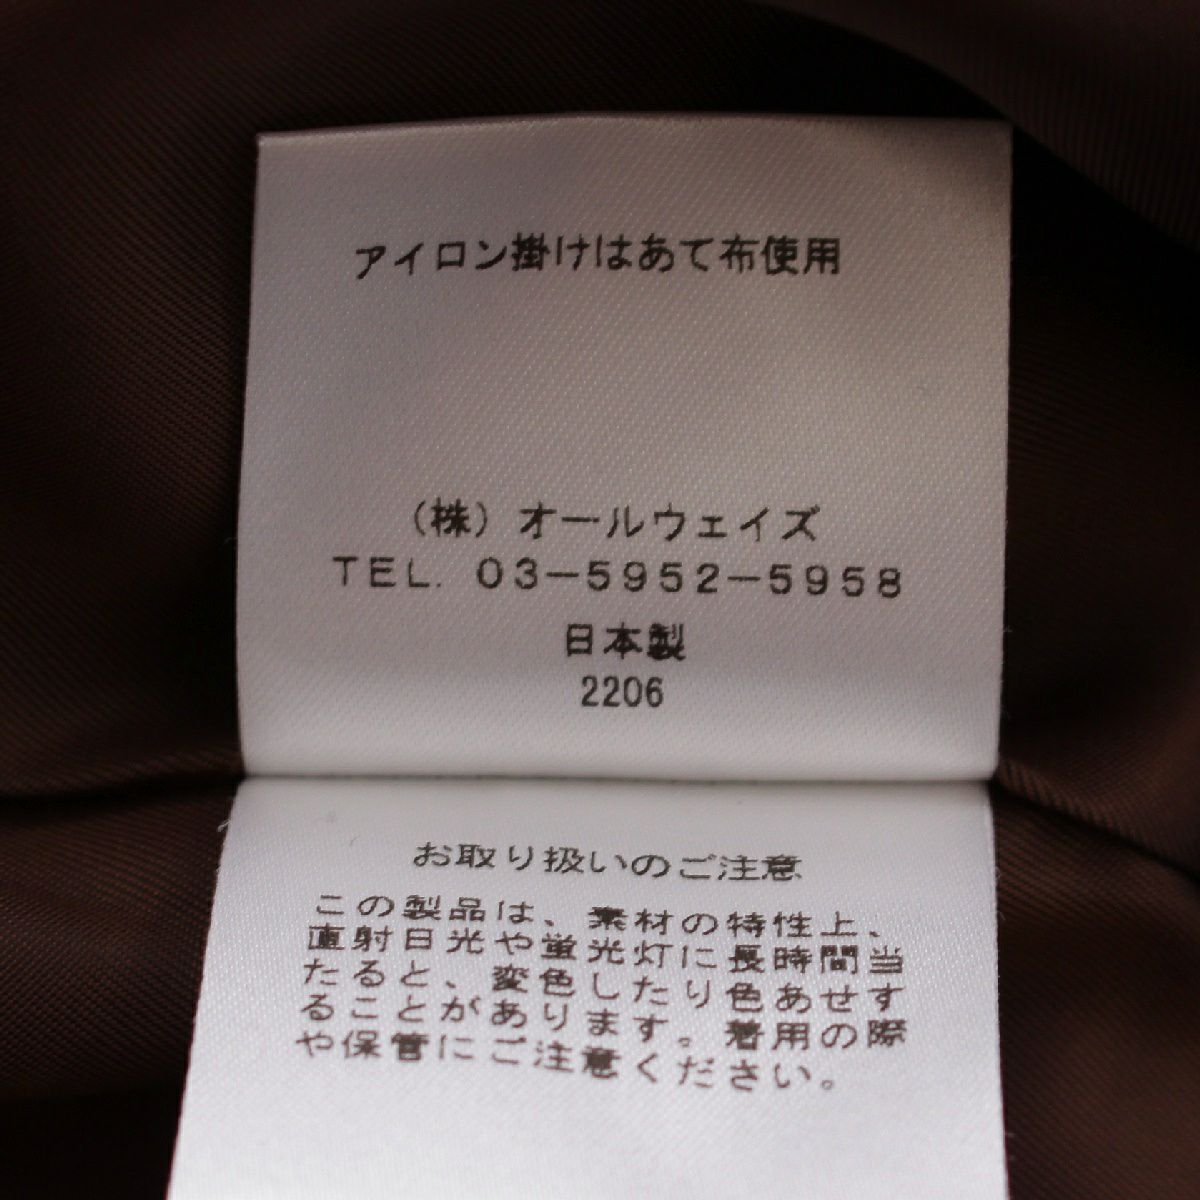 アイロン掛けはあて布使用
（株）オールウェイズ
TEL. 03-5952-5958
日本製
2206
お取り扱いのご注意
この製品は、素材の特性上、
直射日光や蛍光灯に長時間当
たると、変色したり色あせす
ることがあります。着用の際
や保管にご注意ください。